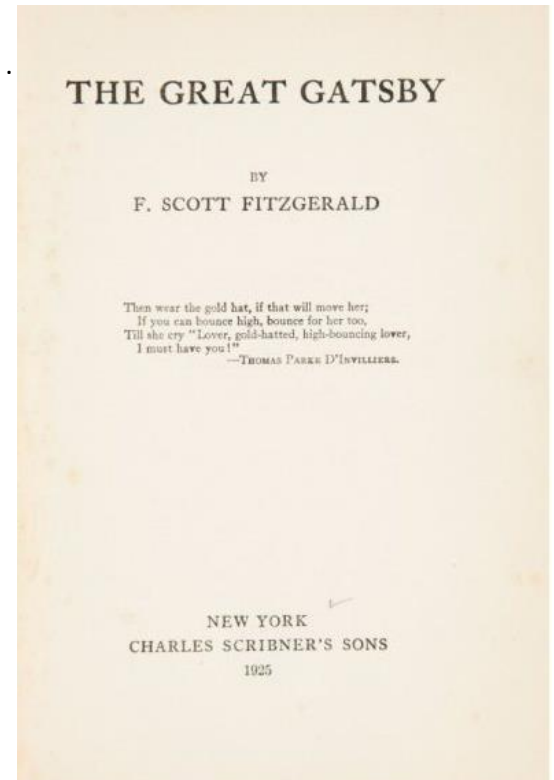 THE GREAT GATSBY
BY
F. SCOTT FITZGERALD
Then wear the gold hat, if that will move her;
If you can bounce high, bounce for her too,
Till she cry "Lover, gold-hatted, high-bouncing lover,
I must have you!"
—THOMAS PARKE D'INVILLIERS.
NEW YORK
CHARLES SCRIBNER'S SONS
1925